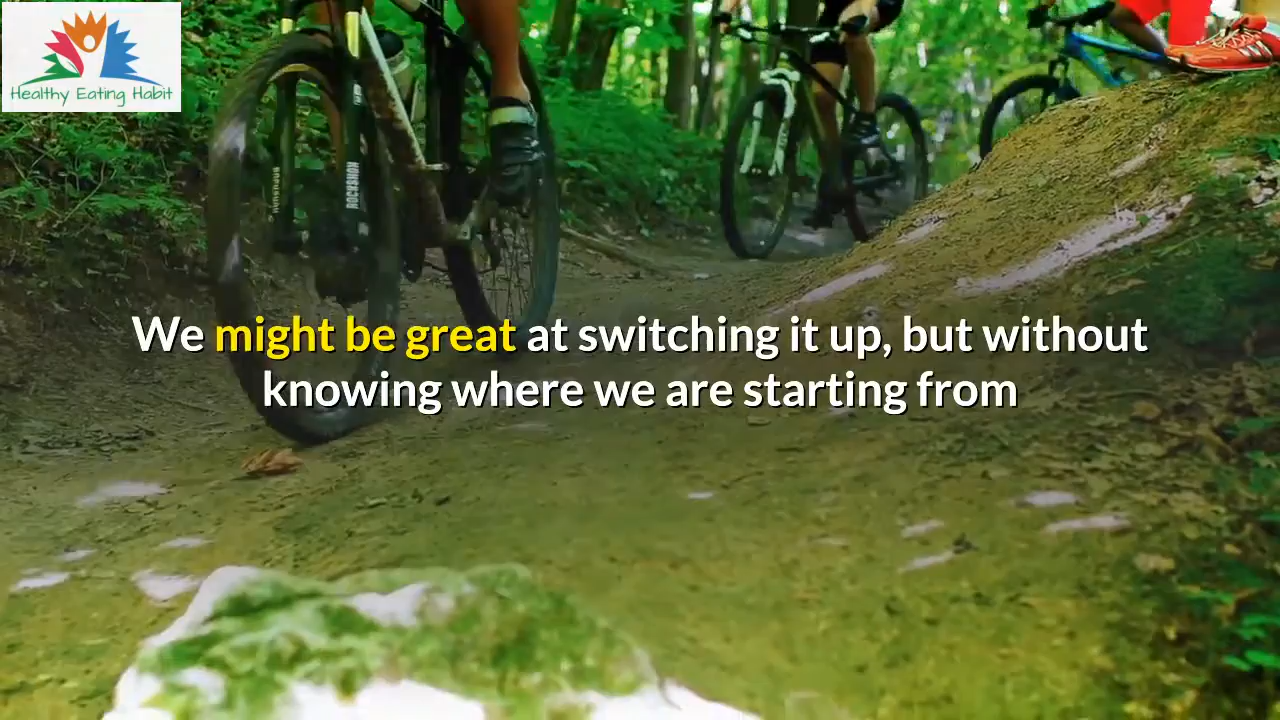 Healthy Eating Habit
ROCKSHOX
We might be great at switching it up, but without
knowing where we are starting from